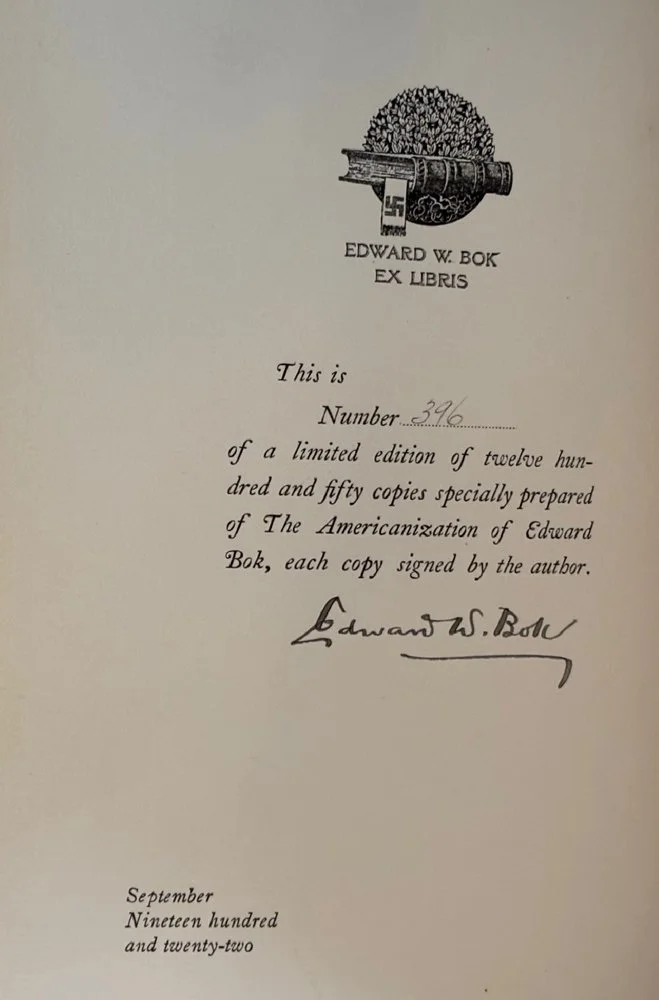 EDWARD W. BOK
EX LIBRIS
This is
Number 396
of a limited edition of twelve hun-
dred and fifty copies specially prepared
of The Americanization of Edward
Bok, each copy signed by the author.
Edward W. Bok
September
Nineteen hundred
and twenty-two